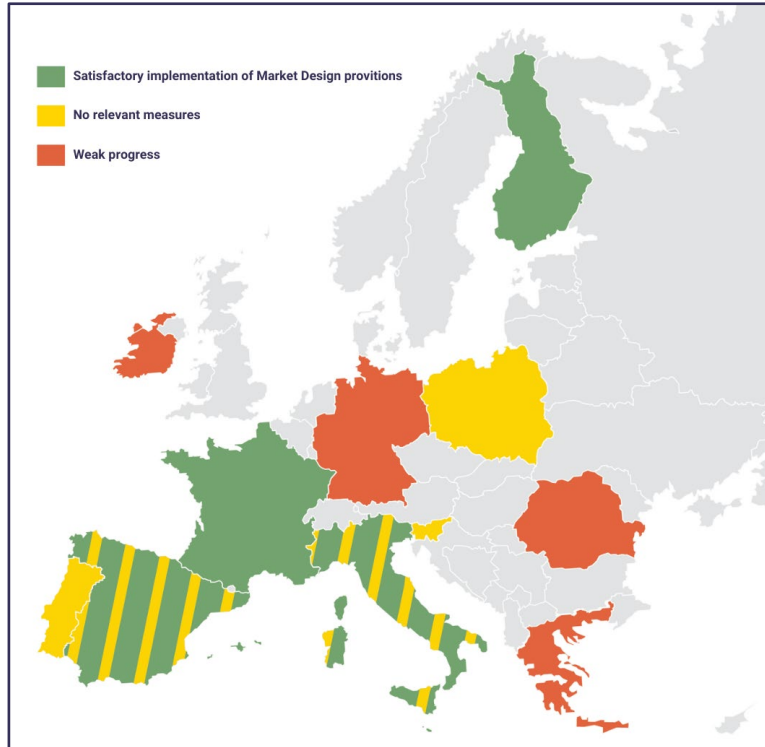 Satisfactory implementation of Market Design provitions
No relevant measures
Weak progress